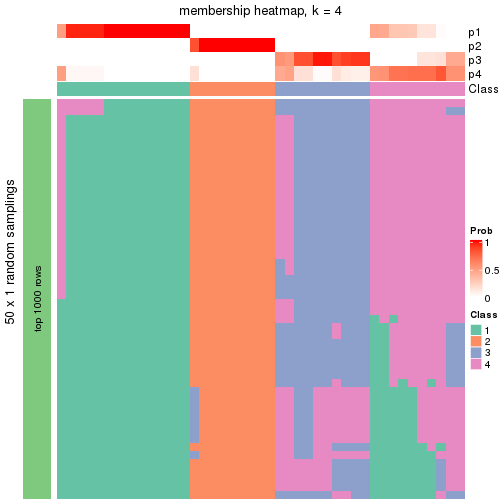 membership heatmap, k = 4
p1
p2
p3
p4
Class
50 x 1 random samplings
top 1000 rows
Prob
1
0.5
0
Class
1
2
3
4